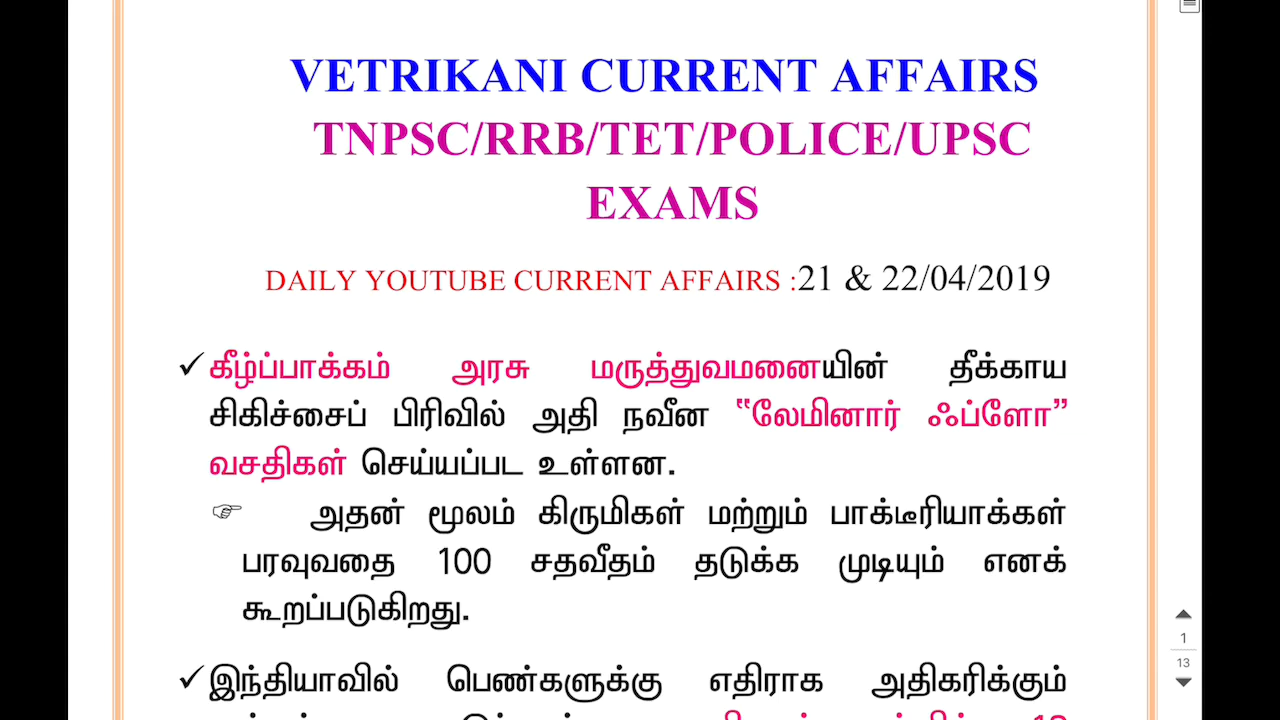 VETRIKANI CURRENT AFFAIRS
TNPSC/RRB/TET/POLICE/UPSC
EXAMS
DAILY YOUTUBE CURRENT AFFAIRS :21 & 22/04/2019
✓கீழ்ப்பாக்கம் அரசு மருத்துவமனையின் தீக்காய
சிகிச்சைப் பிரிவில் அதி நவீன “லேமினார் ஃப்ளோ”
வசதிகள் செய்யப்பட உள்ளன.
☞ அதன் மூலம் கிருமிகள் மற்றும் பாக்டீரியாக்கள்
பரவுவதை 100 சதவீதம் தடுக்க முடியும் எனக்
கூறப்படுகிறது.
✓இந்தியாவில் பெண்களுக்கு எதிராக அதிகரிக்கும்
1
13